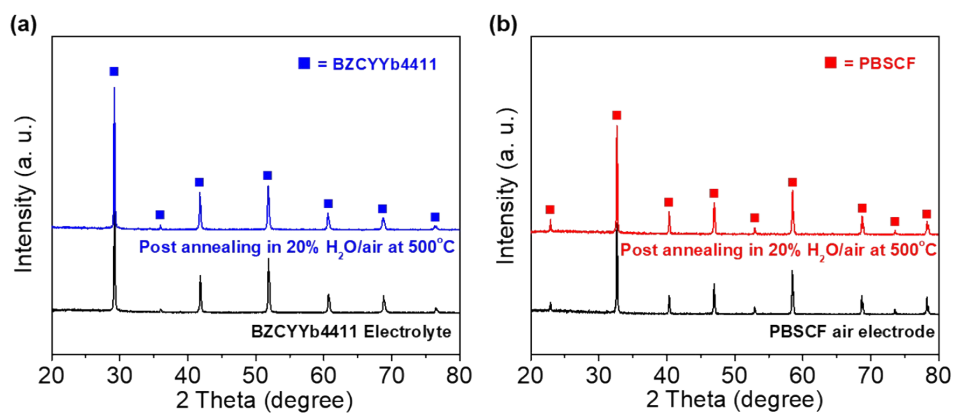 (a)
Intensity (a. u.)
■ = BZCYYb4411
Post annealing in 20% H₂O/air at 500°C
BZCYYb4411 Electrolyte
20 30 40 50 60 70 80
2 Theta (degree)
(b)
Intensity (a. u.)
■ = PBSCF
Post annealing in 20% H₂O/air at 500°C
PBSCF air electrode
20 30 40 50 60 70 80
2 Theta (degree)